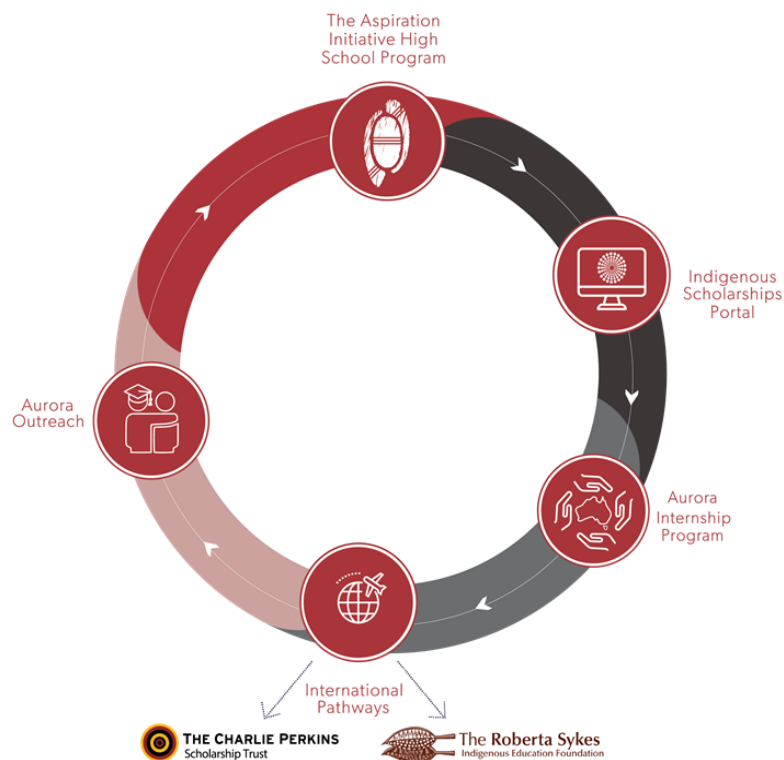 The Aspiration
Initiative High
School Program
Indigenous
Scholarships
Portal
Aurora
Outreach
Aurora
Internship
Program
International
Pathways
THE CHARLIE PERKINS
Scholarship Trust
The Roberta Sykes
Indigenous Education Foundation